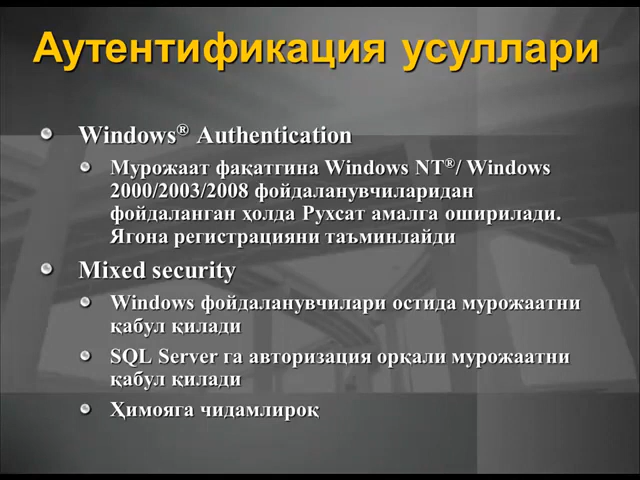 Аутентификация усуллари
Windows® Authentication
Мурожаат фақатгина Windows NT®/ Windows
2000/2003/2008 фойдаланувчиларидан
фойдаланган ҳолда Рухсат амалга оширилади.
Ягона регистрацияни таъминлайди
Mixed security
Windows фойдаланувчилари остида мурожаатни
қабул қилади
SQL Server га авторизация орқали мурожаатни
қабул қилади
Ҳимояга чидамлироқ